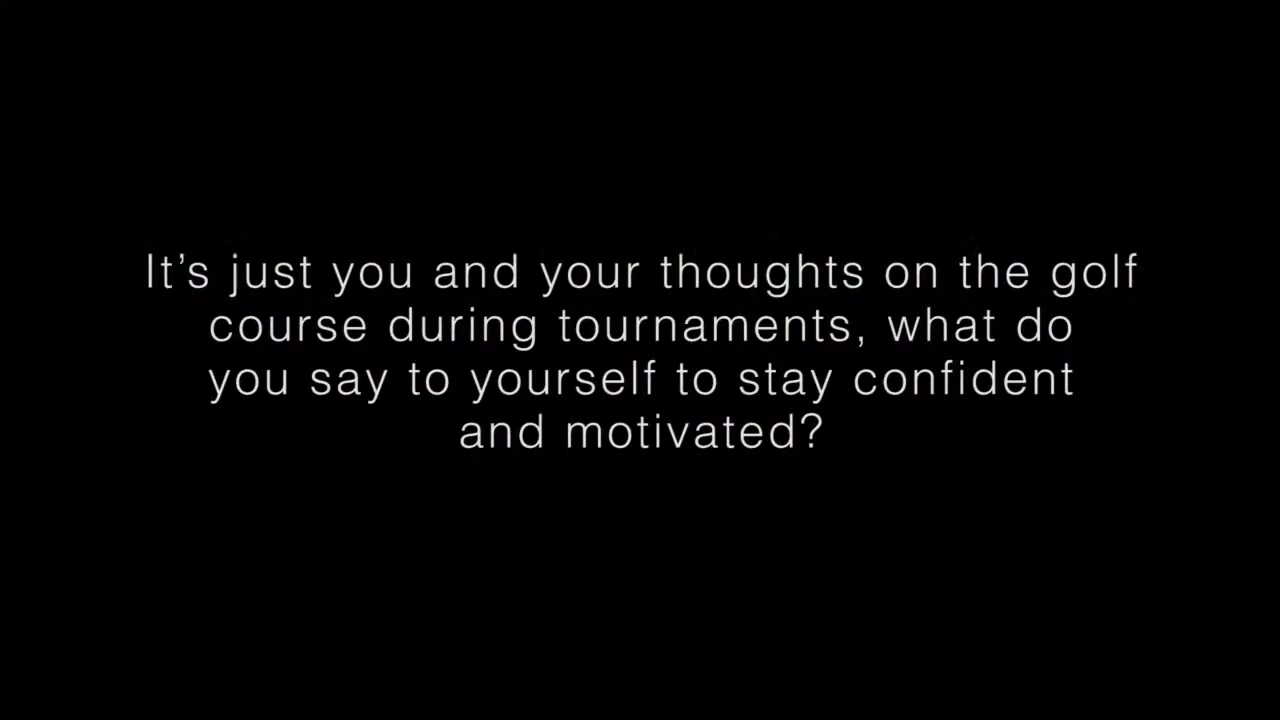 It’s just you and your thoughts on the golf
course during tournaments, what do
you say to yourself to stay confident
and motivated?